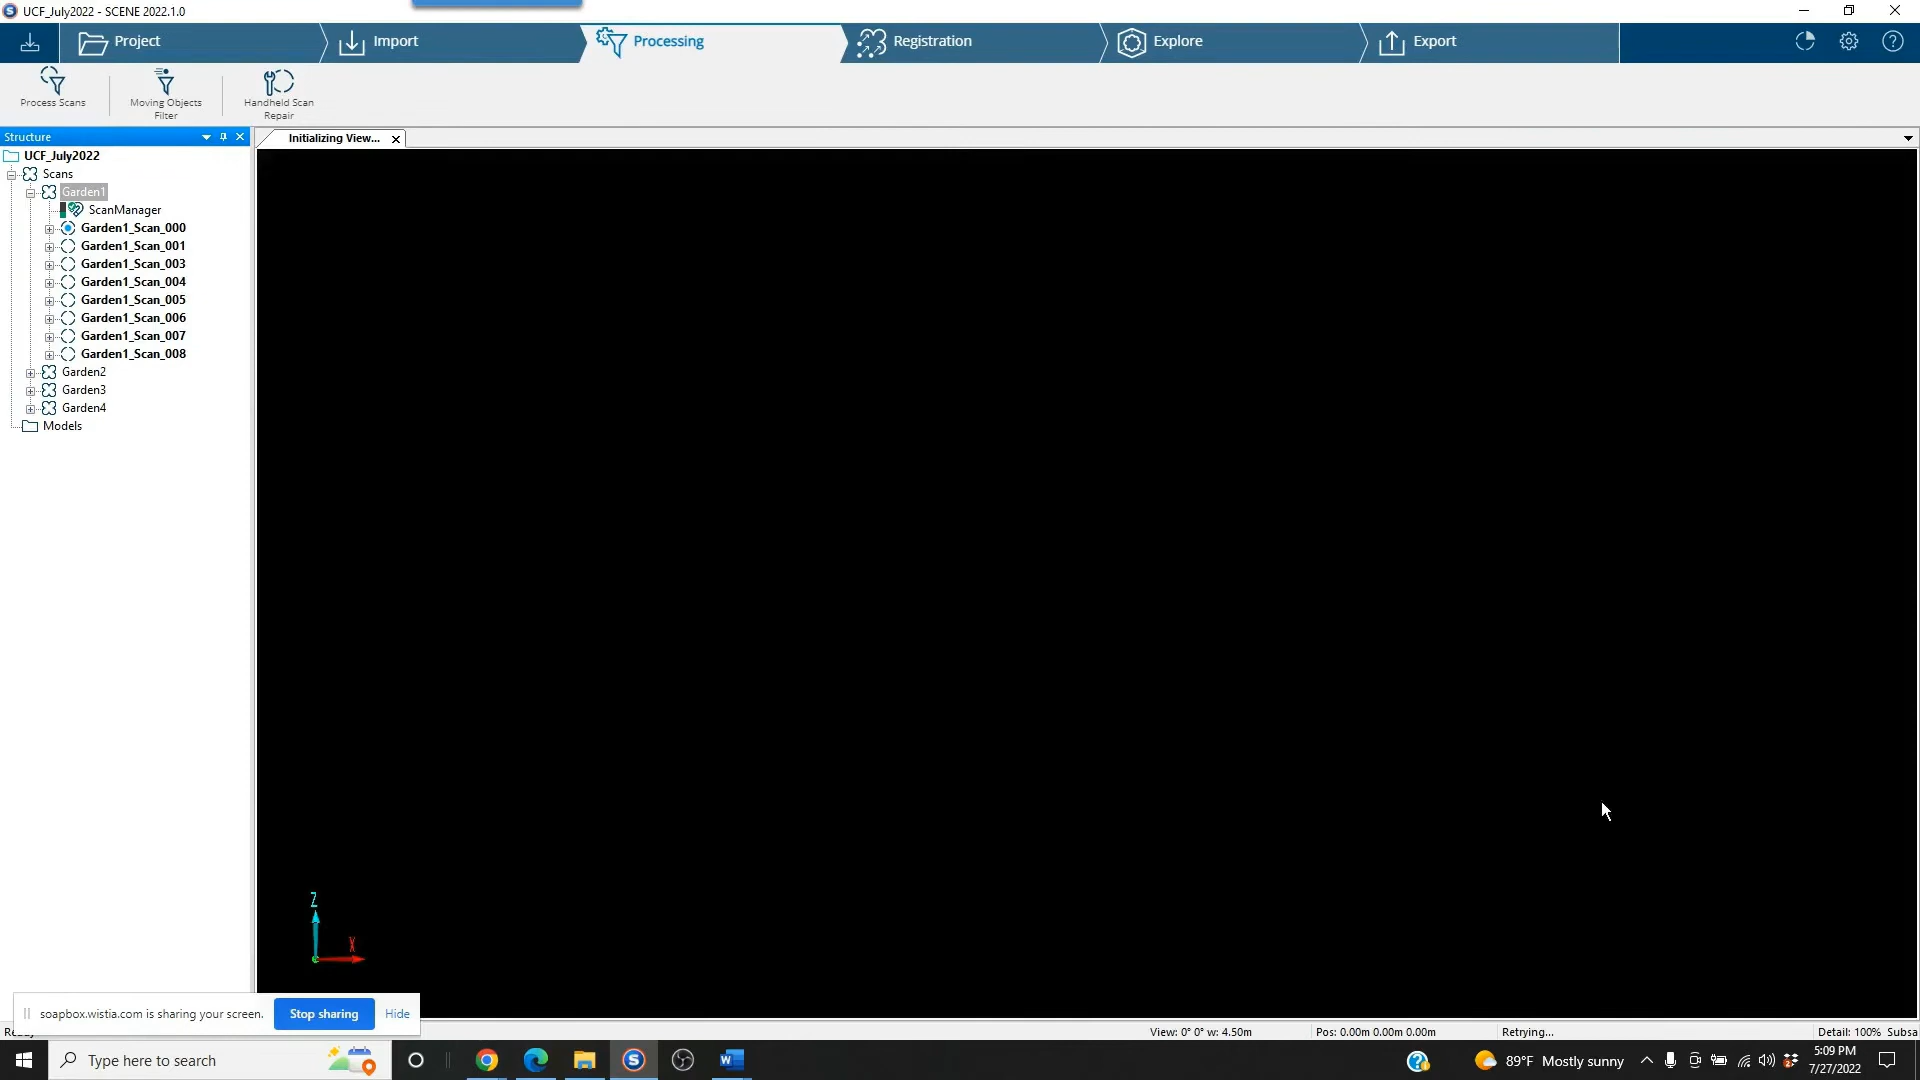 UCF_July2022 - SCENE 2022.1.0
Project
Import
Processing
Registration
Explore
Export
Process Scans
Moving Objects
Filter
Handheld Scan
Repair
Structure
Initializing View...
UCF_July2022
Scans
Garden1
ScanManager
Garden1_Scan_000
Garden1_Scan_001
Garden1_Scan_003
Garden1_Scan_004
Garden1_Scan_005
Garden1_Scan_006
Garden1_Scan_007
Garden1_Scan_008
Garden2
Garden3
Garden4
Models
Z
X
soapbox.wistia.com is sharing your screen.
Stop sharing
Hide
View: 0° 0° w: 4.50m
Pos: 0.00m 0.00m 0.00m
Retrying...
Detail: 100%
Subsa
Type here to search
89°F Mostly sunny
5:09 PM
7/27/2022